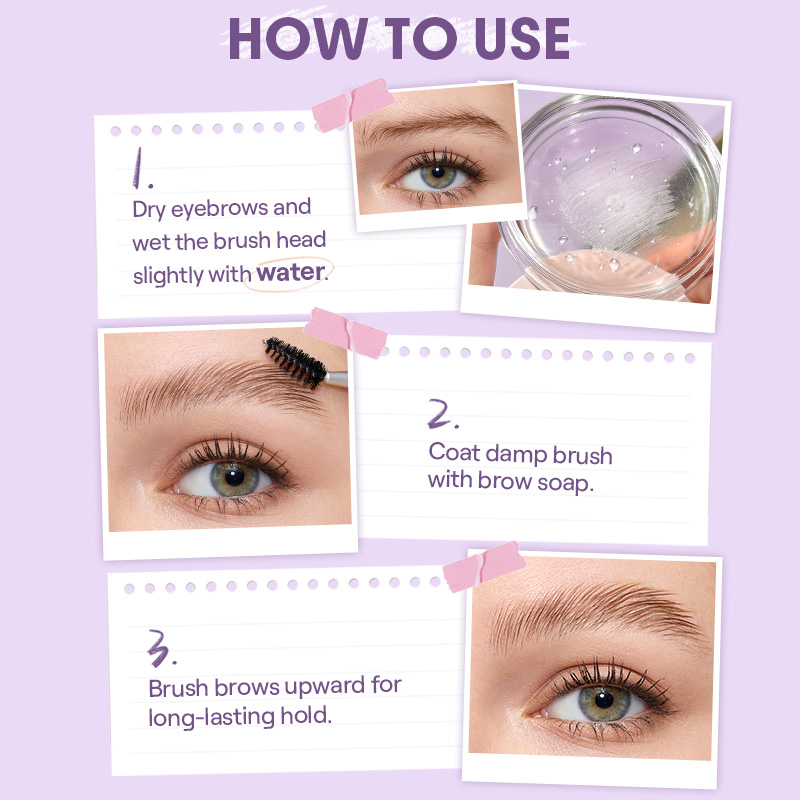 HOW TO USE
1.
Dry eyebrows and
wet the brush head
slightly with water.
2.
Coat damp brush
with brow soap.
3.
Brush brows upward for
long-lasting hold.